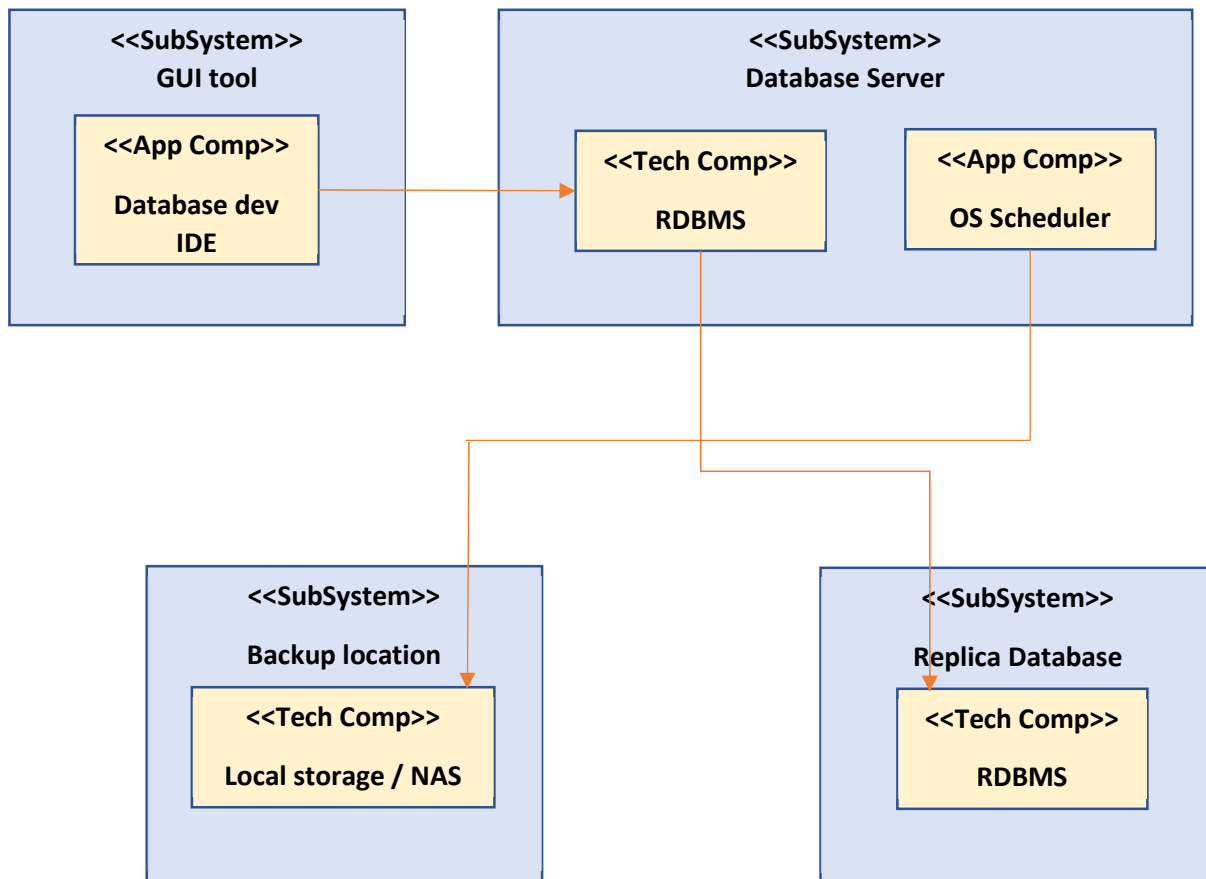 <<SubSystem>>
GUI tool
<<App Comp>>
Database dev
IDE
<<SubSystem>>
Database Server
<<Tech Comp>>
RDBMS
<<App Comp>>
OS Scheduler
<<SubSystem>>
Backup location
<<Tech Comp>>
Local storage / NAS
<<SubSystem>>
Replica Database
<<Tech Comp>>
RDBMS